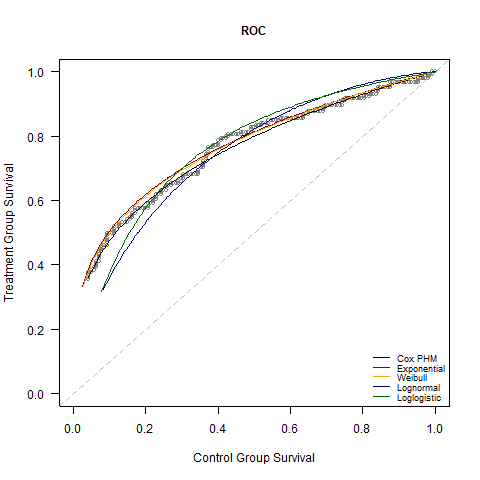 ROC
Treatment Group Survival
1.0
0.8
0.6
0.4
0.2
0.0
Cox PHM
Exponential
Weibull
Lognormal
Loglogistic
0.0 0.2 0.4 0.6 0.8 1.0
Control Group Survival